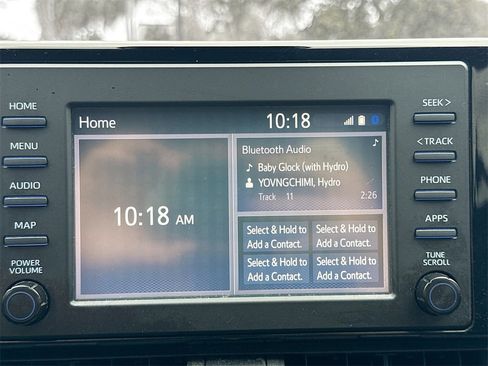 HOME
MENU
AUDIO
MAP
POWER
VOLUME
Home
10:18
10:18 AM
Bluetooth Audio
Baby Glock (with Hydro)
YOVNGCHIMI, Hydro
Track 11 2:26
Select & Hold to
Add a Contact.
Select & Hold to
Add a Contact.
Select & Hold to
Add a Contact.
Select & Hold to
Add a Contact.
SEEK >
< TRACK
PHONE
APPS
TUNE
SCROLL